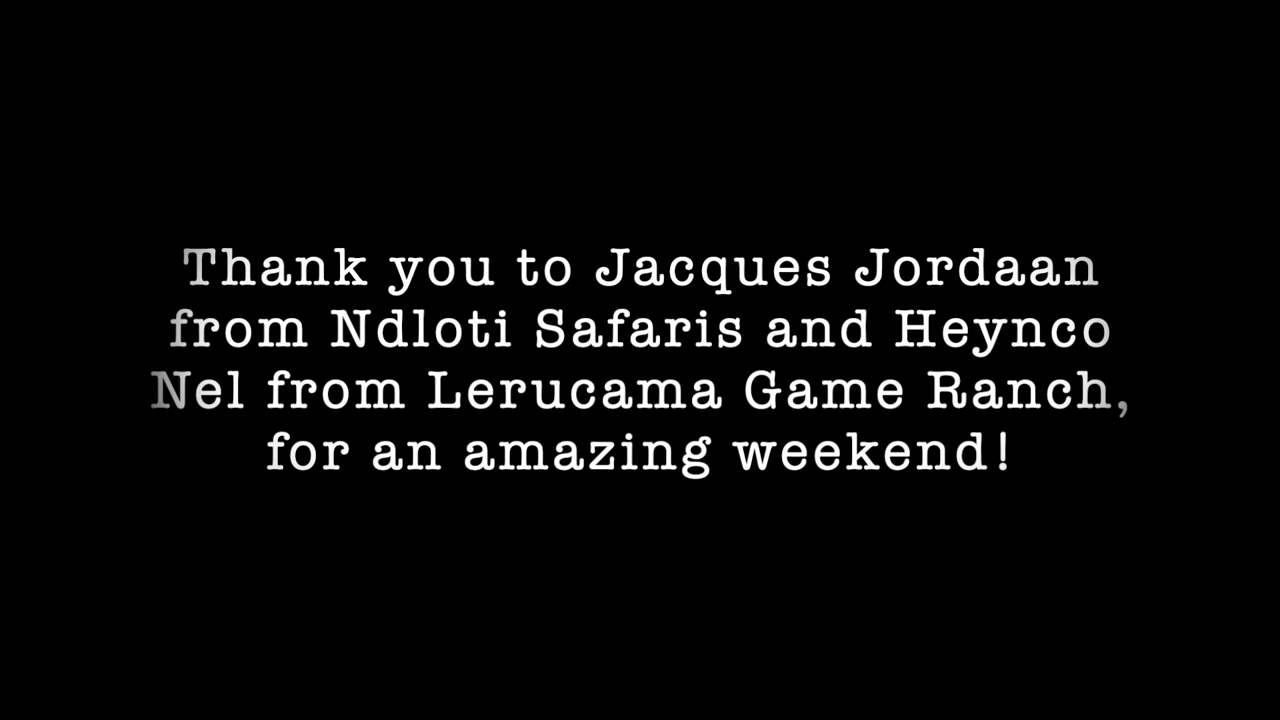 Thank you to Jacques Jordaan
from Ndloti Safaris and Heynco
Nel from Lerucama Game Ranch,
for an amazing weekend!